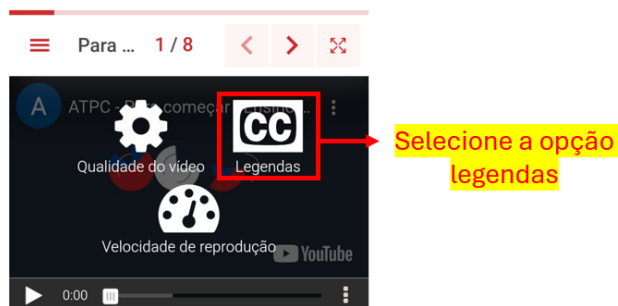 Para ... 1 / 8
A ATPC - Para começar
Qualidade do vídeo
CC
Legendas
Velocidade de reprodução
YouTube
0:00
Selecione a opção
legendas